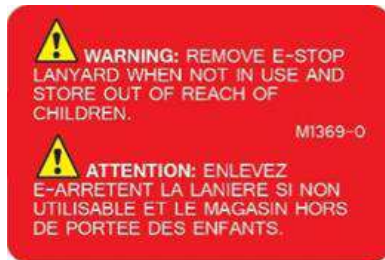 WARNING: REMOVE E-STOP
LANYARD WHEN NOT IN USE AND
STORE OUT OF REACH OF
CHILDREN.
M1369-0
ATTENTION: ENLEVEZ
E-ARRETENT LA LANIERE SI NON
UTILISABLE ET LE MAGASIN HORS
DE PORTEE DES ENFANTS.